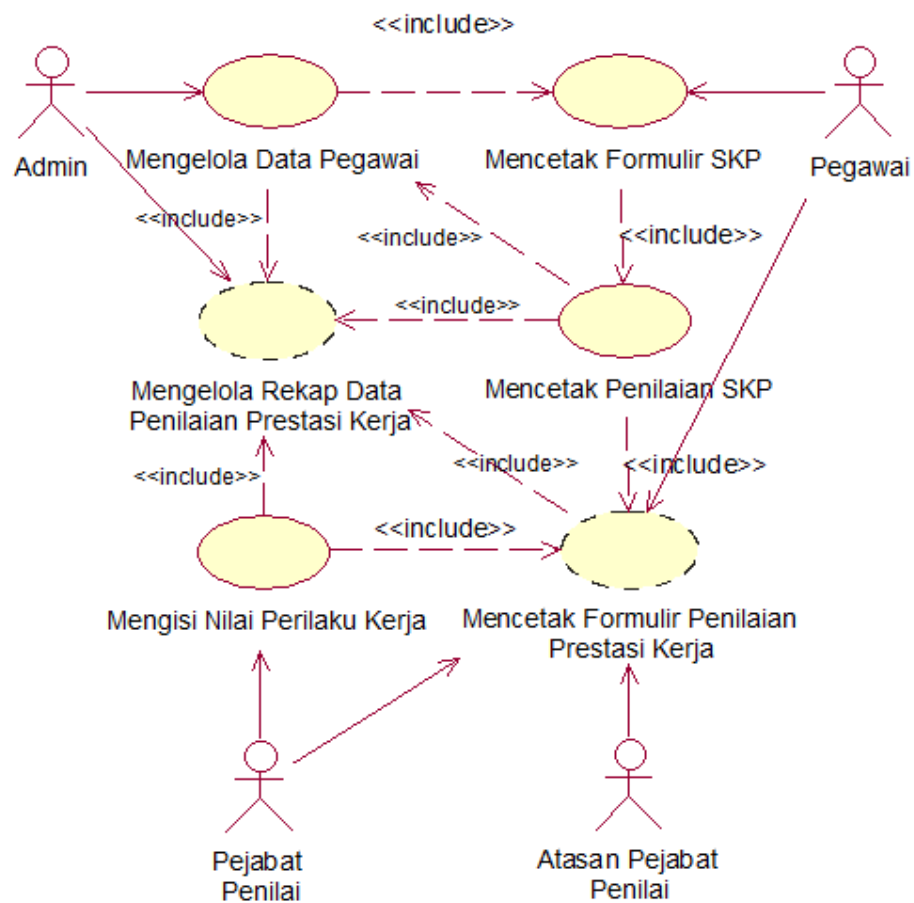 <<include>>
Admin
Mengelola Data Pegawai
Mencetak Formulir SKP
Pegawai
<<include>>
<<include>>
<<include>>
<<include>>
Mengelola Rekap Data
Penilaian Prestasi Kerja
Mencetak Penilaian SKP
<<include>>
<<include>>
<<include>>
<<include>>
Mengisi Nilai Perilaku Kerja
Mencetak Formulir Penilaian
Prestasi Kerja
Pejabat
Penilai
Atasan Pejabat
Penilai